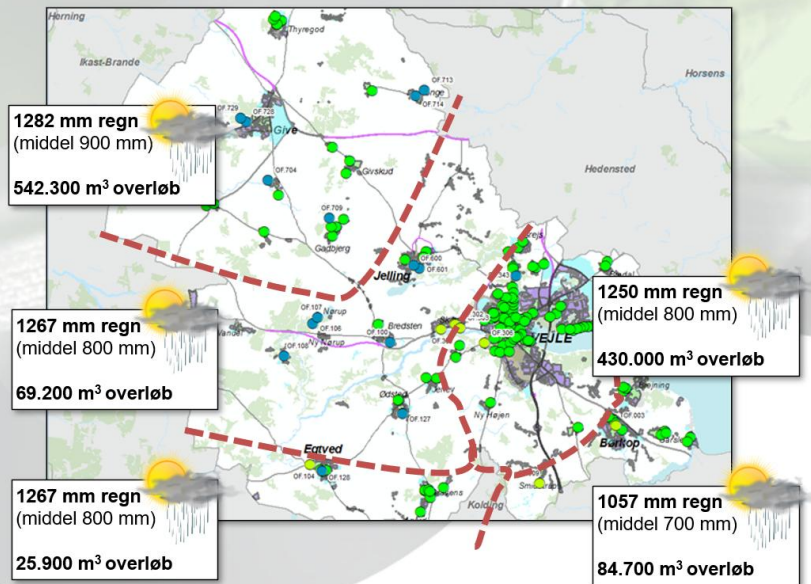 Herning
Ikast-Brande
Thyregod
Horsens
OF.713
OF.714
1282 mm regn
(middel 900 mm)
542.300 m³ overløb
OF.729
OF.728
Give
Givskud
OF.704
Hedensted
OF.709
Gadbjerg
OF.600
OF.601
Jelling
1250 mm regn
(middel 800 mm)
430.000 m³ overløb
1267 mm regn
(middel 800 mm)
69.200 m³ overløb
OF.107
Nørup
OF.106
Ny Nørup
OF.108
Bredsten
OF.100
OF.306
VEJLE
OF.127
Ny Højen
OF.003
Børkop
Egtved
OF.104
OF.128
Kolding
1267 mm regn
(middel 800 mm)
25.900 m³ overløb
1057 mm regn
(middel 700 mm)
84.700 m³ overløb